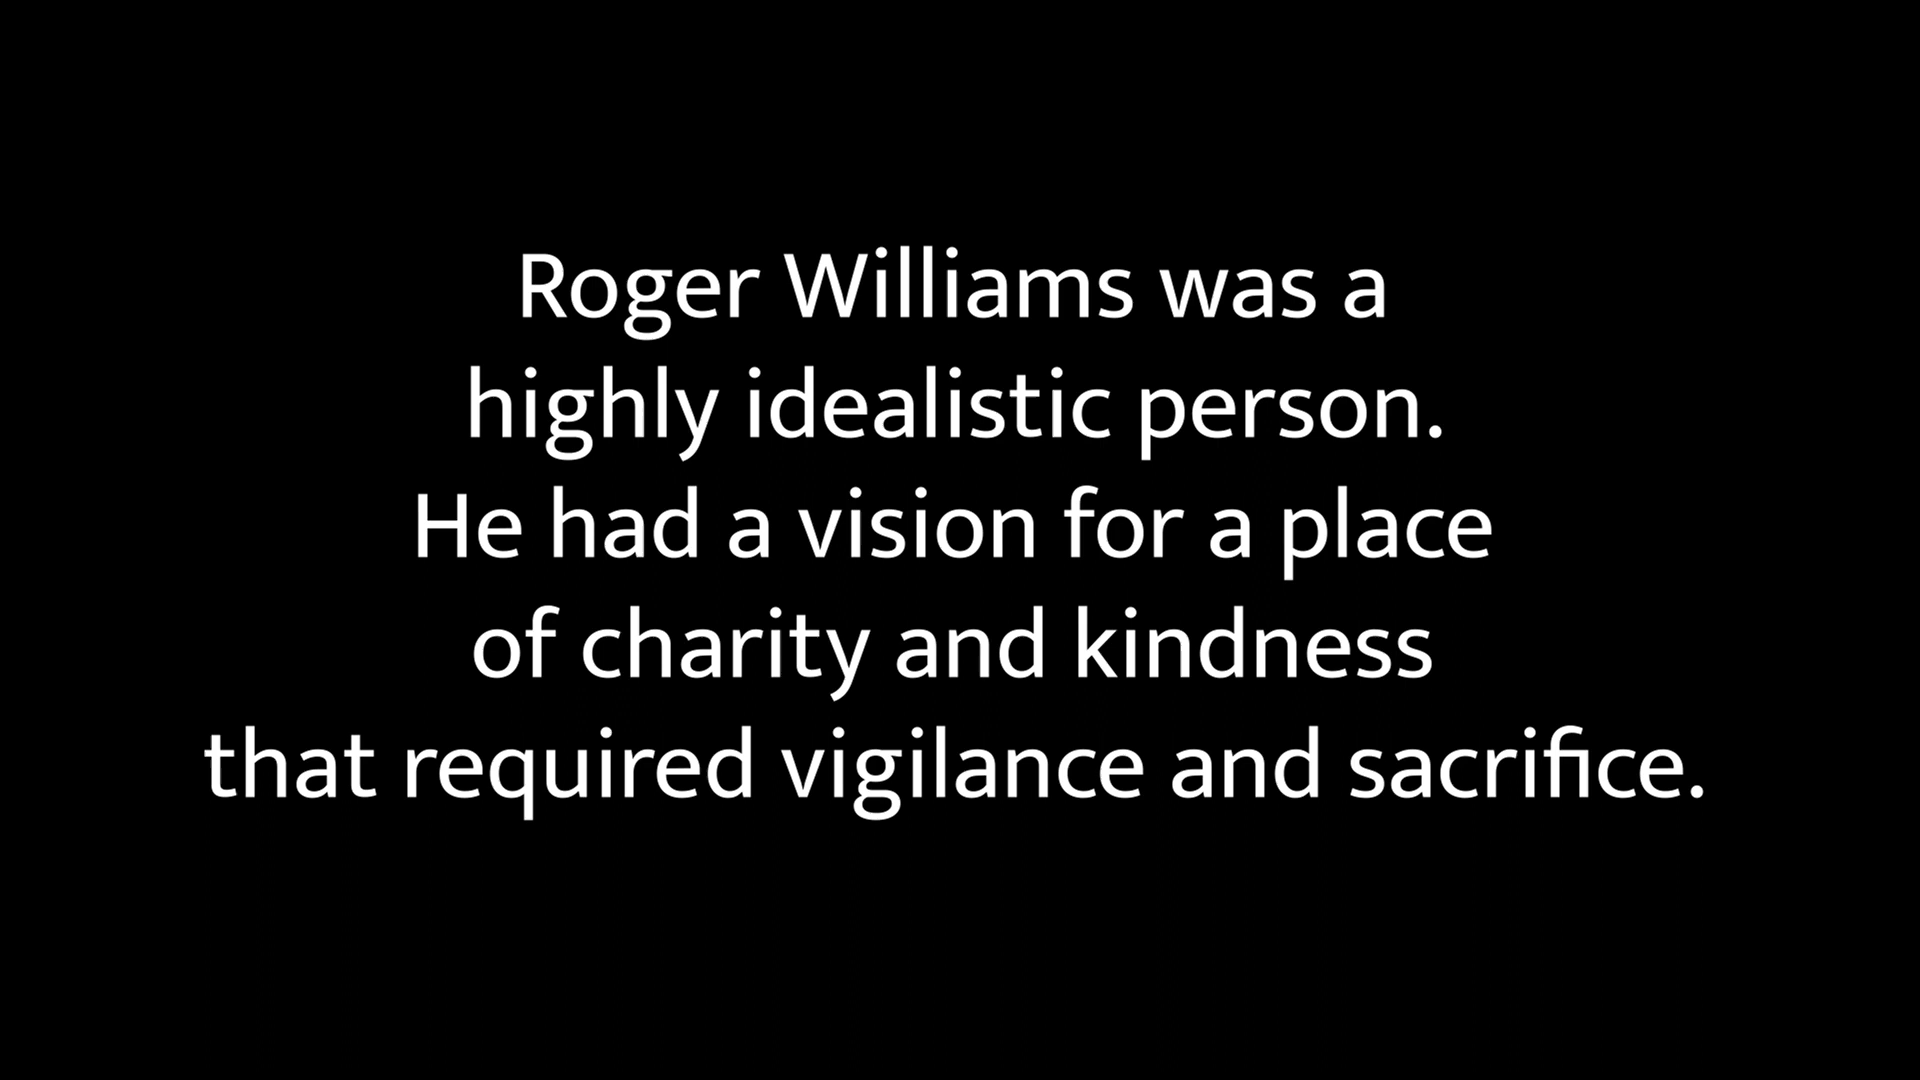 Roger Williams was a
highly idealistic person.
He had a vision for a place
of charity and kindness
that required vigilance and sacrifice.